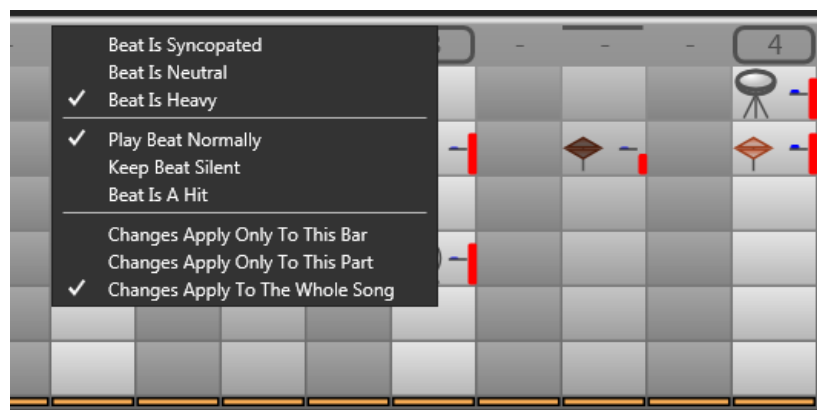 Beat Is Syncopated
Beat Is Neutral
Beat Is Heavy
Play Beat Normally
Keep Beat Silent
Beat Is A Hit
Changes Apply Only To This Bar
Changes Apply Only To This Part
Changes Apply To The Whole Song
- - - 4